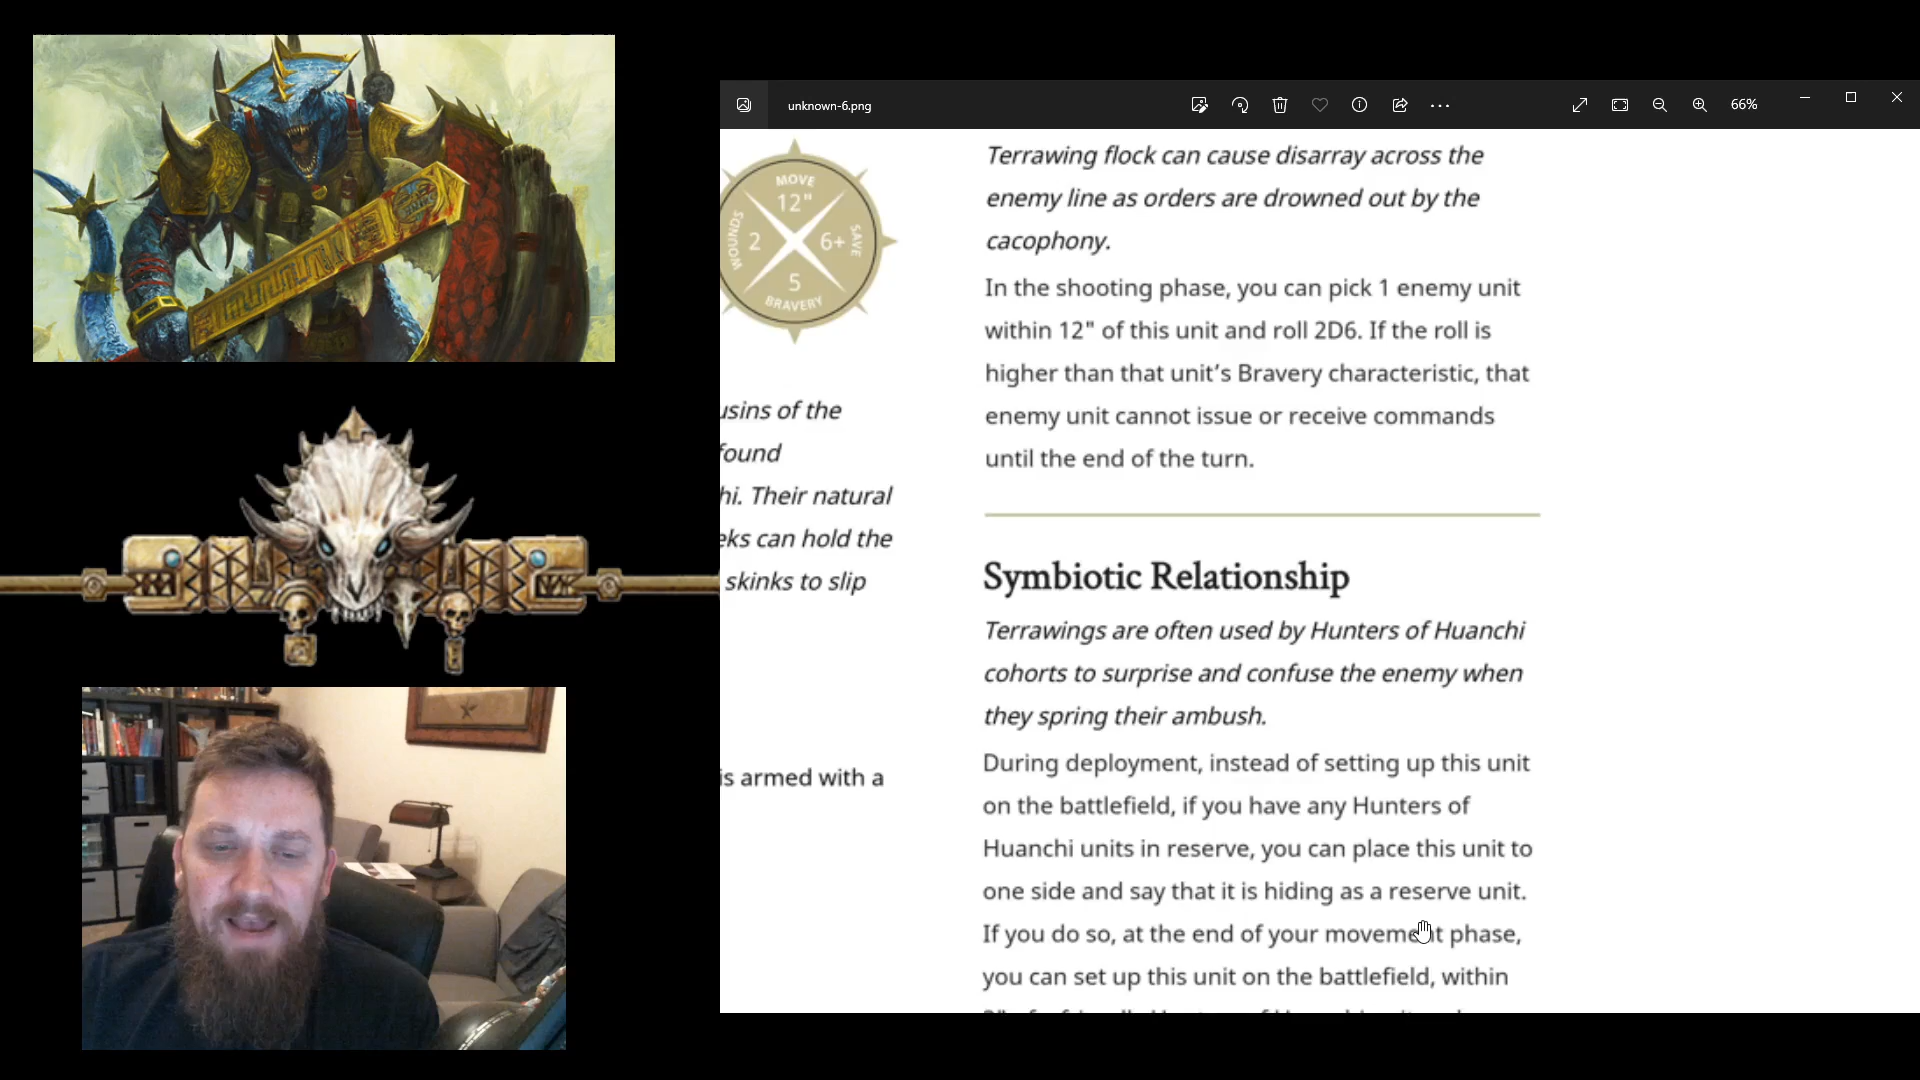 unknown-6.png
66%
MOVE
12"
WOUNDS
2
6+
SAVE
5
BRAVERY
usins of the
found
hi. Their natural
eks can hold the
skinks to slip
is armed with a
Terrawing flock can cause disarray across the
enemy line as orders are drowned out by the
cacophony.
In the shooting phase, you can pick 1 enemy unit
within 12" of this unit and roll 2D6. If the roll is
higher than that unit’s Bravery characteristic, that
enemy unit cannot issue or receive commands
until the end of the turn.
Symbiotic Relationship
Terrawings are often used by Hunters of Huanchi
cohorts to surprise and confuse the enemy when
they spring their ambush.
During deployment, instead of setting up this unit
on the battlefield, if you have any Hunters of
Huanchi units in reserve, you can place this unit to
one side and say that it is hiding as a reserve unit.
If you do so, at the end of your movement phase,
you can set up this unit on the battlefield, within